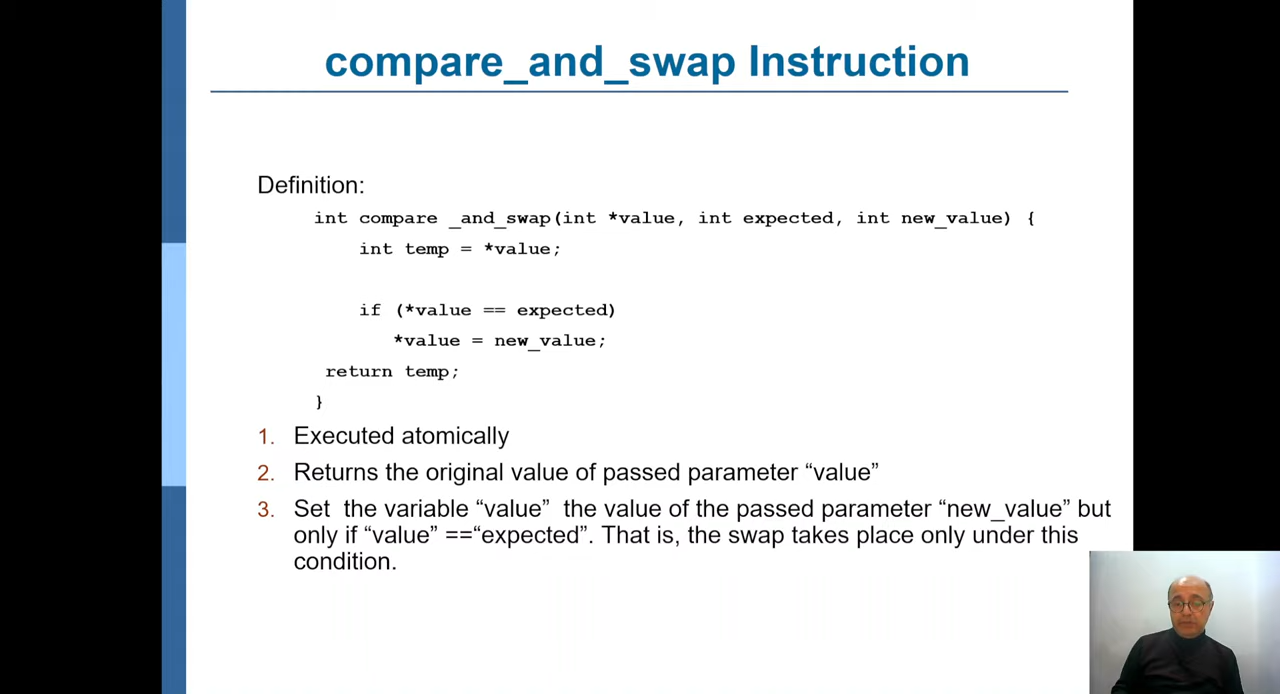 compare_and_swap Instruction
Definition:
int compare _and_swap(int *value, int expected, int new_value) {
int temp = *value;
if (*value == expected)
*value = new_value;
return temp;
}
1. Executed atomically
2. Returns the original value of passed parameter “value”
3. Set the variable “value” the value of the passed parameter “new_value” but
only if “value” ==“expected”. That is, the swap takes place only under this
condition.